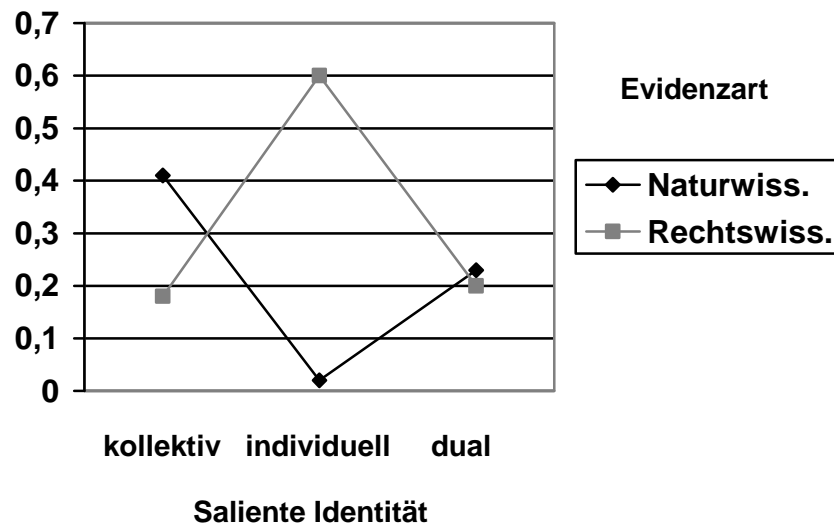 0,7
0,6
0,5
0,4
0,3
0,2
0,1
0
kollektiv individuell dual
Saliente Identität
Evidenzart
Naturwiss.
Rechtswiss.